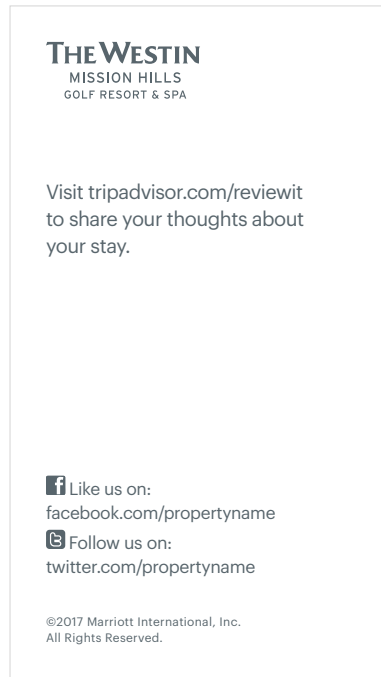 THE WESTIN
MISSION HILLS
GOLF RESORT & SPA
Visit tripadvisor.com/reviewit
to share your thoughts about
your stay.
Like us on:
facebook.com/propertyname
Follow us on:
twitter.com/propertyname
©2017 Marriott International, Inc.
All Rights Reserved.